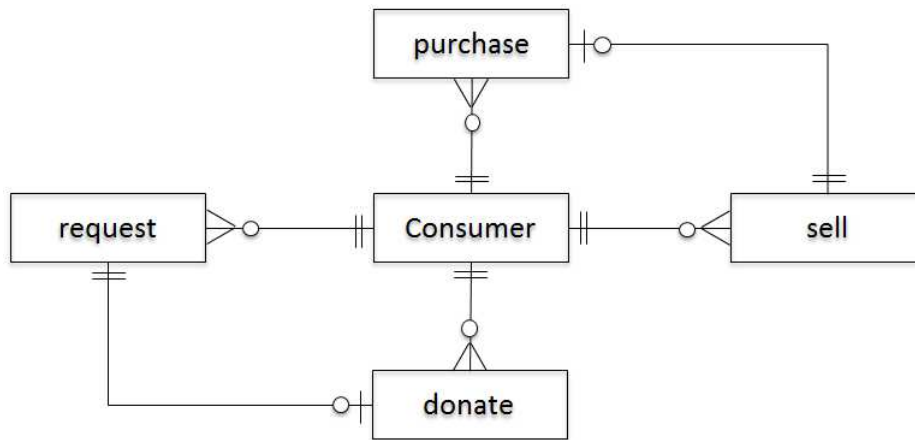 purchase
request
Consumer
sell
donate